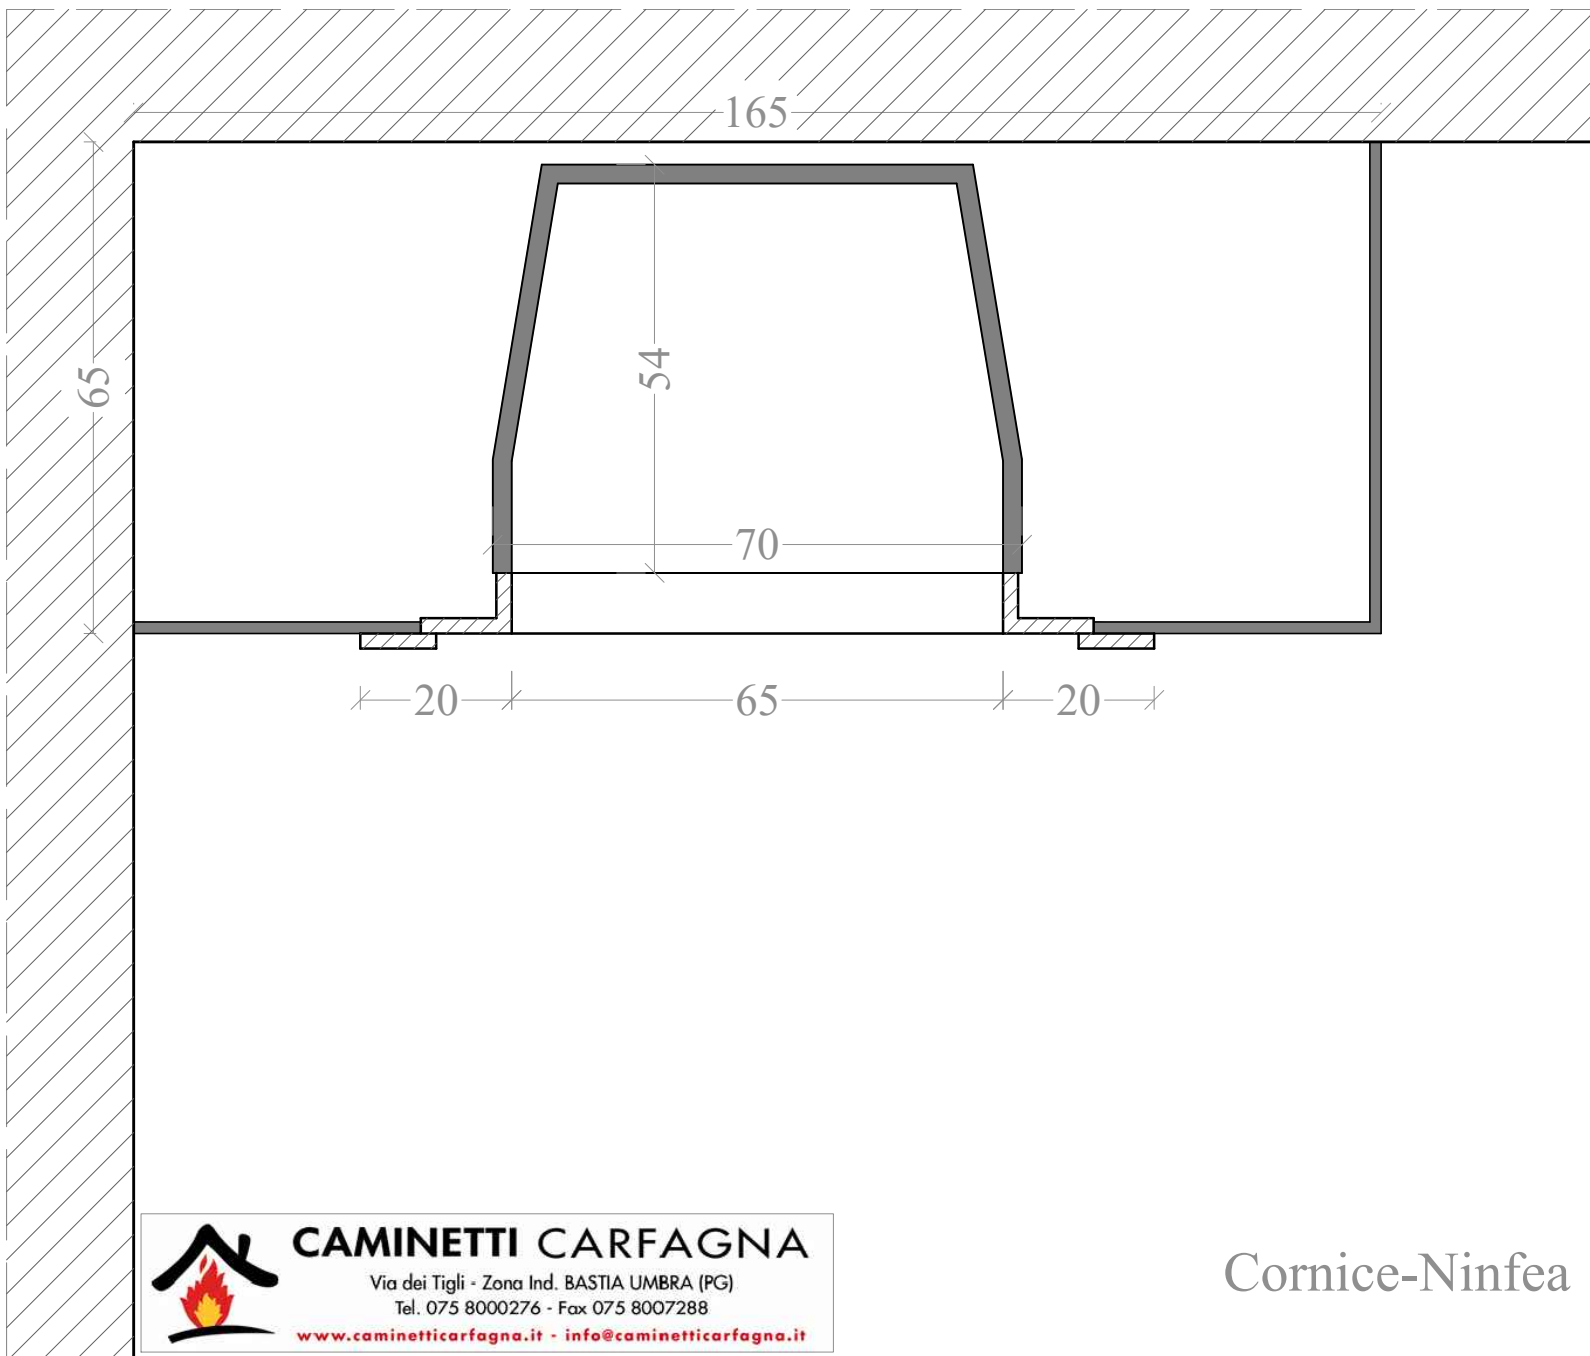 165
65
54
70
20
65
20
CAMINETTI CARFAGNA
Via dei Tigli - Zona Ind. BASTIA UMBRA (PG)
Tel. 075 8000276 - Fax 075 8007288
www.caminetticarfagna.it - info@caminetticarfagna.it
Cornice-Ninfea